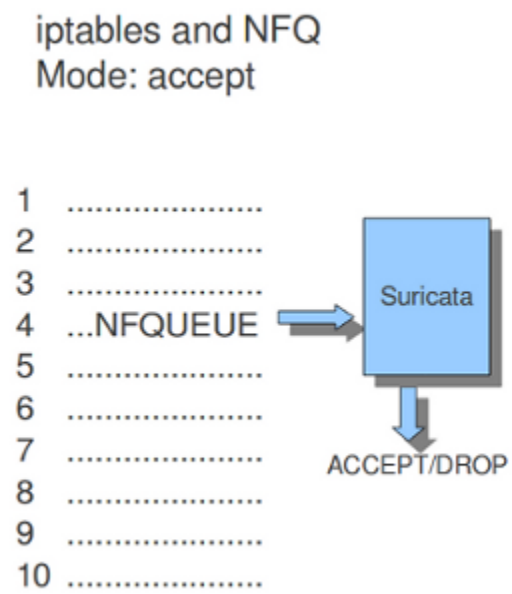 iptables and NFQ
Mode: accept
1 .....................
2 .....................
3 .....................
4 ...NFQUEUE
5 .....................
6 .....................
7 .....................
8 .....................
9 .....................
10 .....................
Suricata
ACCEPT/DROP